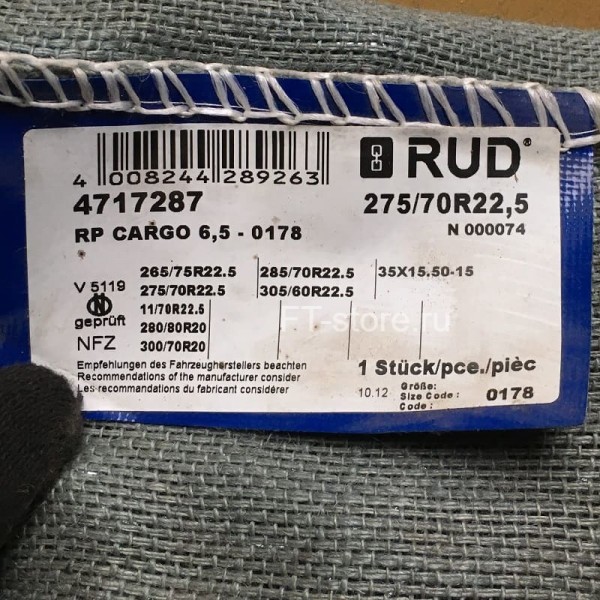 4 008244 289263
RUD®
4717287
275/70R22,5
RP CARGO 6,5 - 0178
N 000074
265/75R22.5 285/70R22.5 35X15.50-15
V 5119
275/70R22.5 305/60R22.5
11/70R22.5
geprüft
280/80R20
NFZ
300/70R20
FT-store.ru
Empfehlungen des Fahrzeugherstellers beachten
Recommendations of the manufacturer consider
Les recommandations du fabricant considérer
1 Stück/pce./pièc
10.12
Größe:
Size Code :
Code :
0178